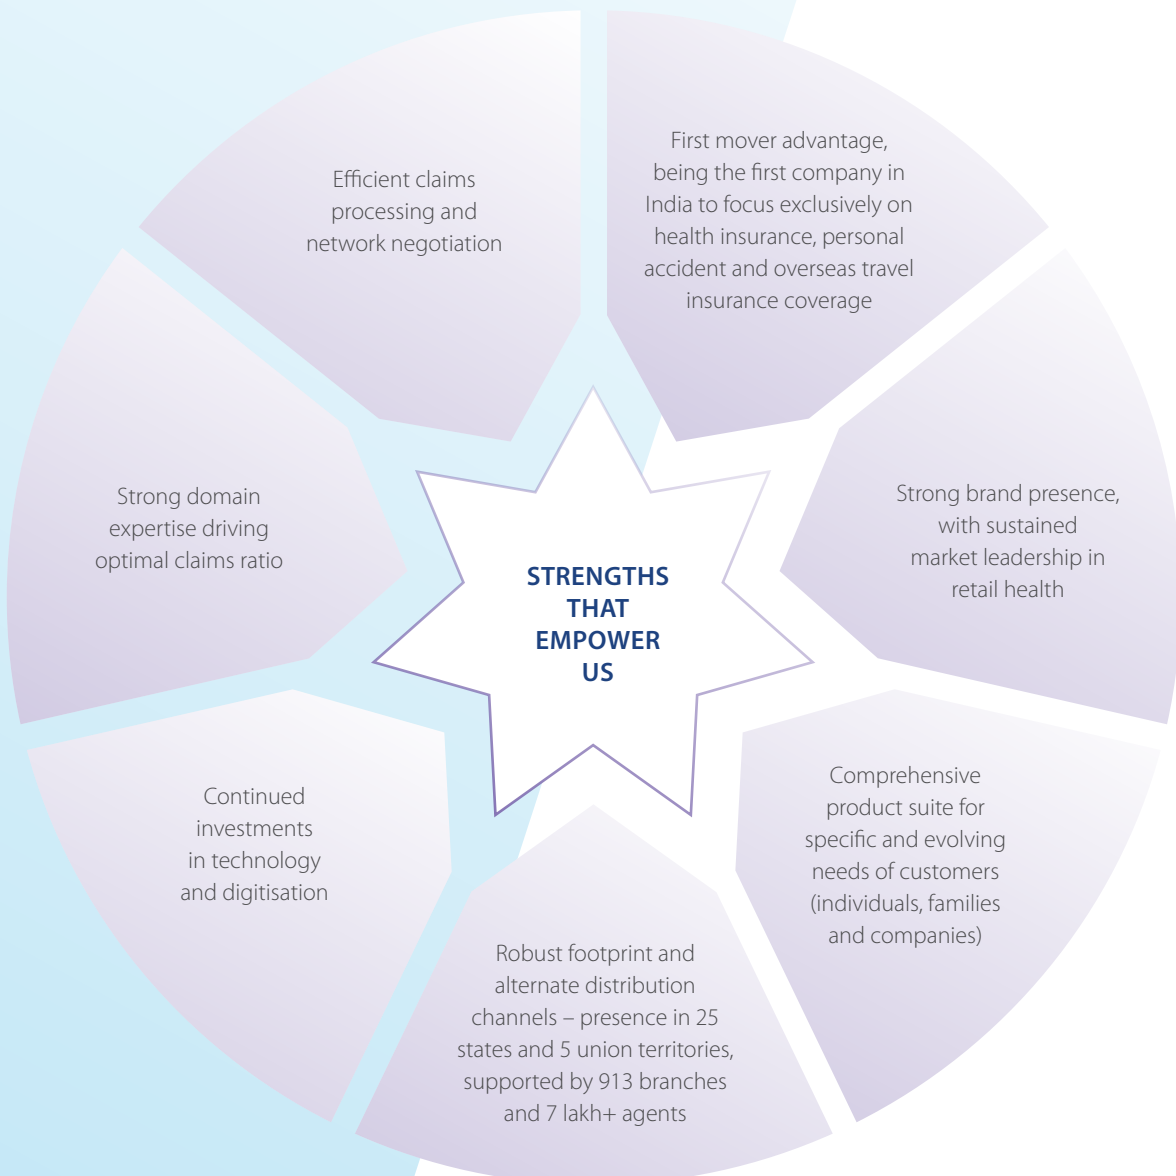 Efficient claims
processing and
network negotiation
First mover advantage,
being the first company in
India to focus exclusively on
health insurance, personal
accident and overseas travel
insurance coverage
Strong domain
expertise driving
optimal claims ratio
STRENGTHS
THAT
EMPOWER
US
Strong brand presence,
with sustained
market leadership in
retail health
Continued
investments
in technology
and digitisation
Comprehensive
product suite for
specific and evolving
needs of customers
(individuals, families
and companies)
Robust footprint and
alternate distribution
channels – presence in 25
states and 5 union territories,
supported by 913 branches
and 7 lakh+ agents